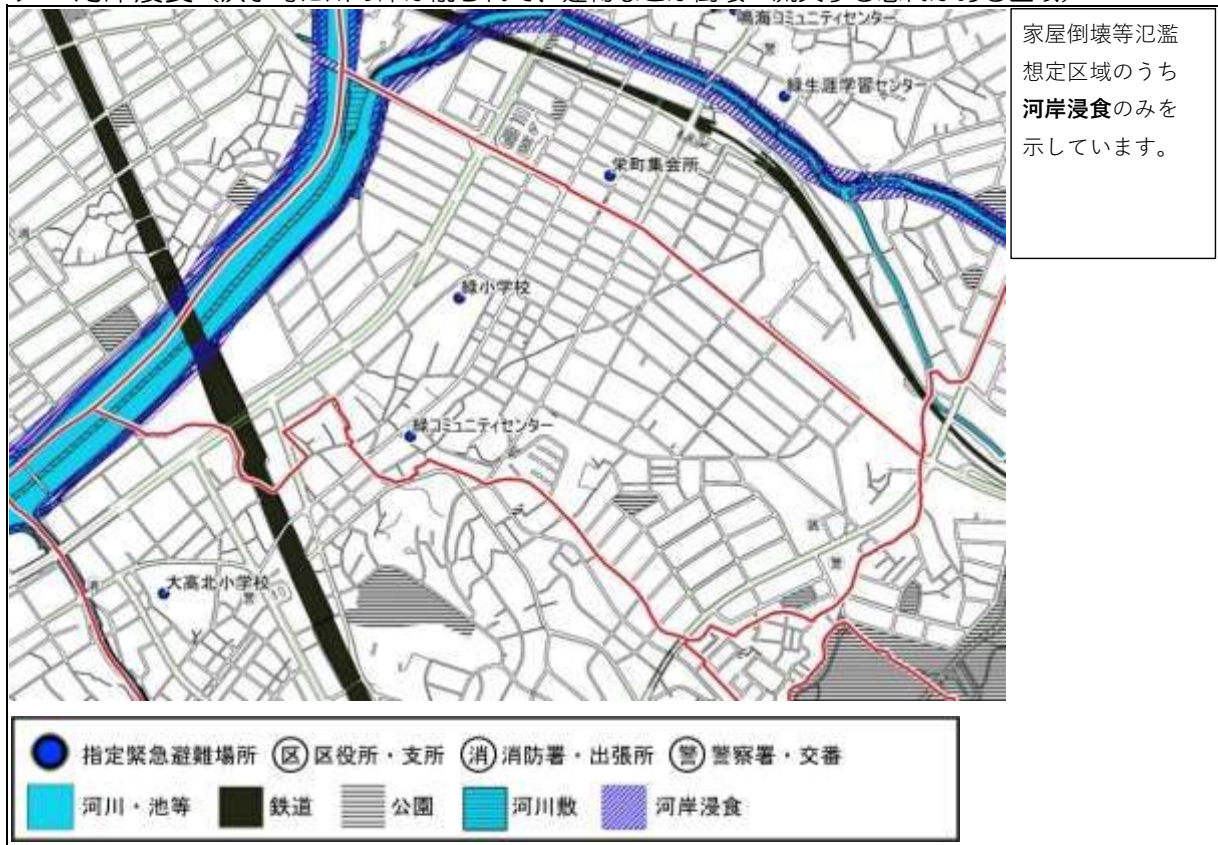 家屋倒壊等氾濫
想定区域のうち
河岸浸食のみを
示しています。
鳴海コミュニティセンター
緑生涯学習センター
栄町集会所
緑小学校
緑コミュニティセンター
大高北小学校
指定緊急避難場所 区 区役所・支所 消 消防署・出張所 警 警察署・交番
河川・池等 鉄道 公園 河川敷 河岸浸食